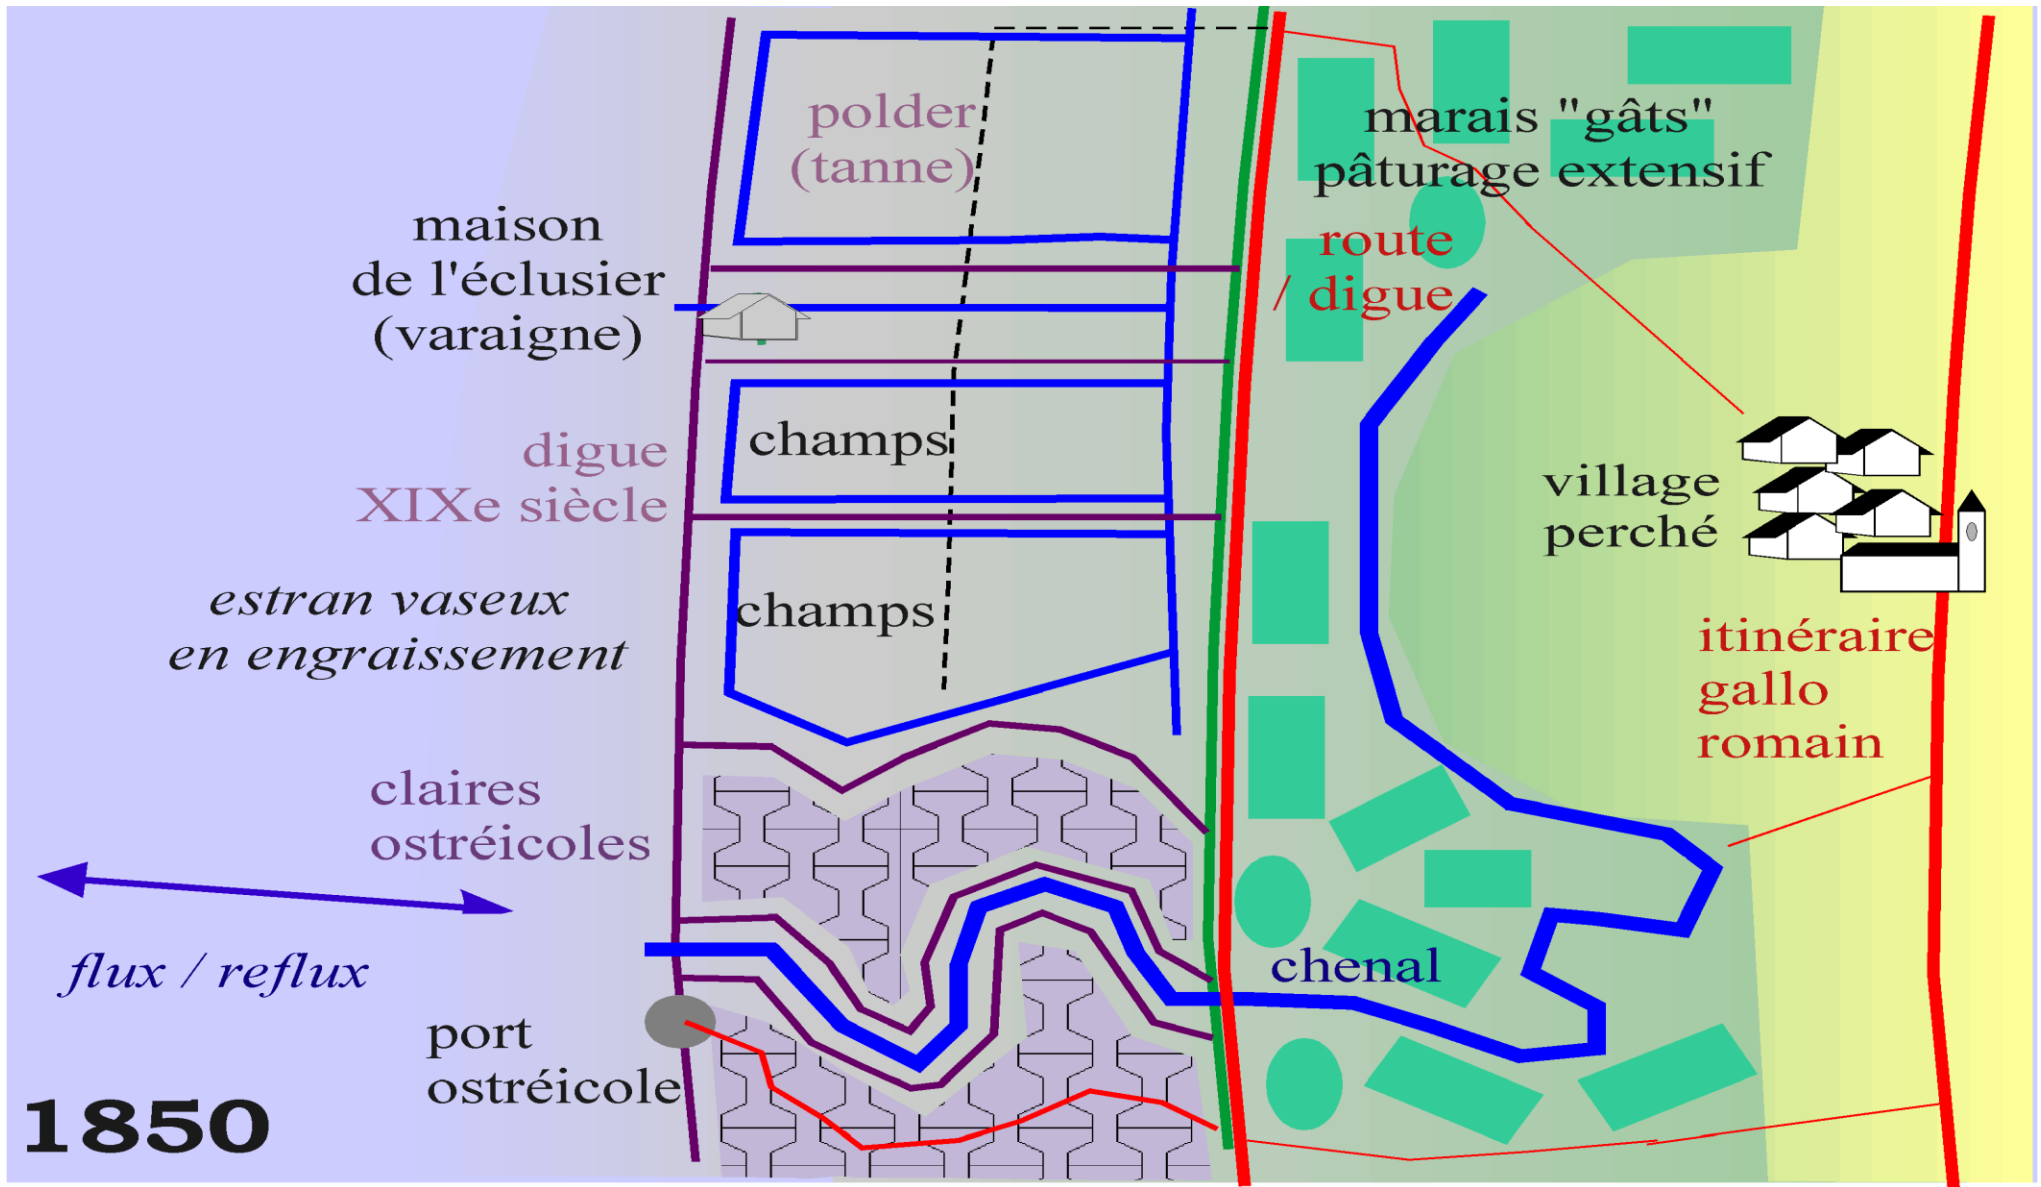 polder
(tanne)
marais "gâts"
pâturage extensif
maison
de l'éclusier
(varaigne)
route
/ digue
digue
XIXe siècle
champs
village
perché
estran vaseux
en engraissement
champs
itinéraire
gallo
romain
claires
ostréicoles
flux / reflux
chenal
port
ostréicole
1850